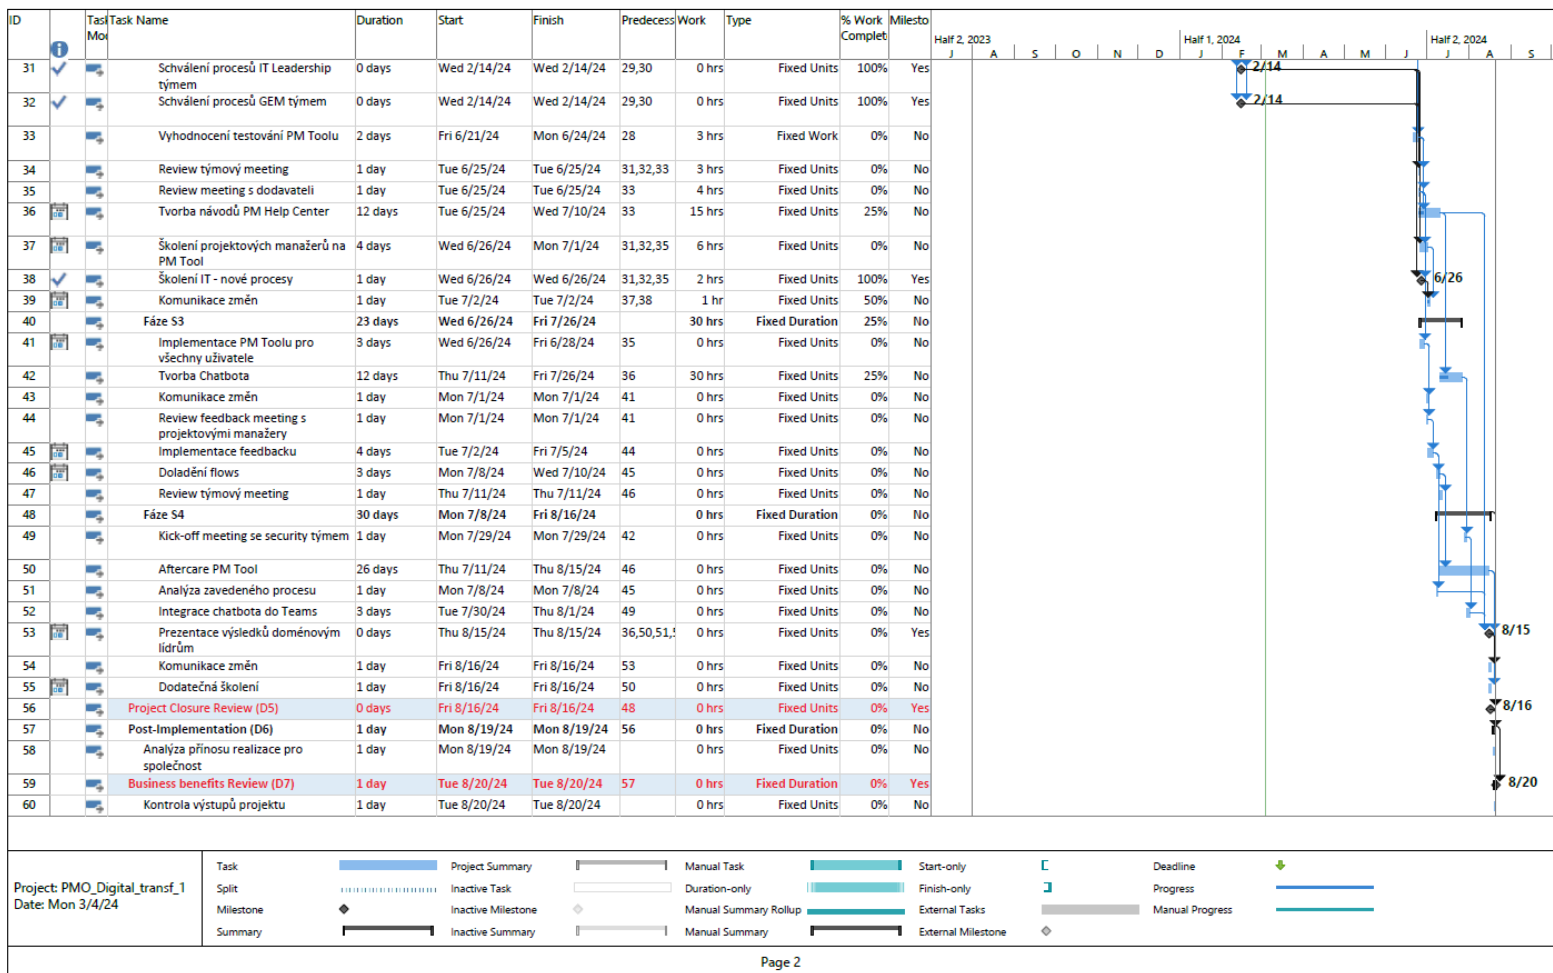 ID Task Mod Task Name Duration Start Finish Predecess Work Type % Work Complet Milesto
Half 2, 2023 Half 1, 2024 Half 2, 2024
J A S O N D J F M A M J J A S
31 Schválení procesů IT Leadership týmem 0 days Wed 2/14/24 Wed 2/14/24 29,30 0 hrs Fixed Units 100% Yes 2/14
32 Schválení procesů GEM týmem 0 days Wed 2/14/24 Wed 2/14/24 29,30 0 hrs Fixed Units 100% Yes 2/14
33 Vyhodnocení testování PM Toolu 2 days Fri 6/21/24 Mon 6/24/24 28 3 hrs Fixed Work 0% No
34 Review týmový meeting 1 day Tue 6/25/24 Tue 6/25/24 31,32,33 3 hrs Fixed Units 0% No
35 Review meeting s dodavateli 1 day Tue 6/25/24 Tue 6/25/24 33 4 hrs Fixed Units 0% No
36 Tvorba návodů PM Help Center 12 days Tue 6/25/24 Wed 7/10/24 33 15 hrs Fixed Units 25% No
37 Školení projektových manažerů na PM Tool 4 days Wed 6/26/24 Mon 7/1/24 31,32,35 6 hrs Fixed Units 0% No
38 Školení IT - nové procesy 1 day Wed 6/26/24 Wed 6/26/24 31,32,35 2 hrs Fixed Units 100% Yes 6/26
39 Komunikace změn 1 day Tue 7/2/24 Tue 7/2/24 37,38 1 hr Fixed Units 50% No
40 Fáze S3 23 days Wed 6/26/24 Fri 7/26/24 30 hrs Fixed Duration 25% No
41 Implementace PM Toolu pro všechny uživatele 3 days Wed 6/26/24 Fri 6/28/24 35 0 hrs Fixed Units 0% No
42 Tvorba Chatbota 12 days Thu 7/11/24 Fri 7/26/24 36 30 hrs Fixed Units 25% No
43 Komunikace změn 1 day Mon 7/1/24 Mon 7/1/24 41 0 hrs Fixed Units 0% No
44 Review feedback meeting s projektovými manažery 1 day Mon 7/1/24 Mon 7/1/24 41 0 hrs Fixed Units 0% No
45 Implementace feedbacku 4 days Tue 7/2/24 Fri 7/5/24 44 0 hrs Fixed Units 0% No
46 Doladění flows 3 days Mon 7/8/24 Wed 7/10/24 45 0 hrs Fixed Units 0% No
47 Review týmový meeting 1 day Thu 7/11/24 Thu 7/11/24 46 0 hrs Fixed Units 0% No
48 Fáze S4 30 days Mon 7/8/24 Fri 8/16/24 0 hrs Fixed Duration 0% No
49 Kick-off meeting se security týmem 1 day Mon 7/29/24 Mon 7/29/24 42 0 hrs Fixed Units 0% No
50 Aftercare PM Tool 26 days Thu 7/11/24 Thu 8/15/24 46 0 hrs Fixed Units 0% No
51 Analýza zavedeného procesu 1 day Mon 7/8/24 Mon 7/8/24 45 0 hrs Fixed Units 0% No
52 Integrace chatbota do Teams 3 days Tue 7/30/24 Thu 8/1/24 49 0 hrs Fixed Units 0% No
53 Prezentace výsledků doménovým lídrům 0 days Thu 8/15/24 Thu 8/15/24 36,50,51, 0 hrs Fixed Units 0% Yes 8/15
54 Komunikace změn 1 day Fri 8/16/24 Fri 8/16/24 53 0 hrs Fixed Units 0% No
55 Dodatečná školení 1 day Fri 8/16/24 Fri 8/16/24 50 0 hrs Fixed Units 0% No
56 Project Closure Review (D5) 0 days Fri 8/16/24 Fri 8/16/24 48 0 hrs Fixed Units 0% Yes 8/16
57 Post-Implementation (D6) 1 day Mon 8/19/24 Mon 8/19/24 56 0 hrs Fixed Duration 0% No
58 Analýza přínosu realizace pro společnost 1 day Mon 8/19/24 Mon 8/19/24 0 hrs Fixed Units 0% No
59 Business benefits Review (D7) 1 day Tue 8/20/24 Tue 8/20/24 57 0 hrs Fixed Duration 0% Yes 8/20
60 Kontrola výstupů projektu 1 day Tue 8/20/24 Tue 8/20/24 0 hrs Fixed Units 0% No
Project: PMO_Digital_transf_1
Date: Mon 3/4/24
Task Project Summary Manual Task Start-only Deadline
Split Inactive Task Duration-only Finish-only Progress
Milestone Inactive Milestone Manual Summary Rollup External Tasks Manual Progress
Summary Inactive Summary Manual Summary External Milestone
Page 2